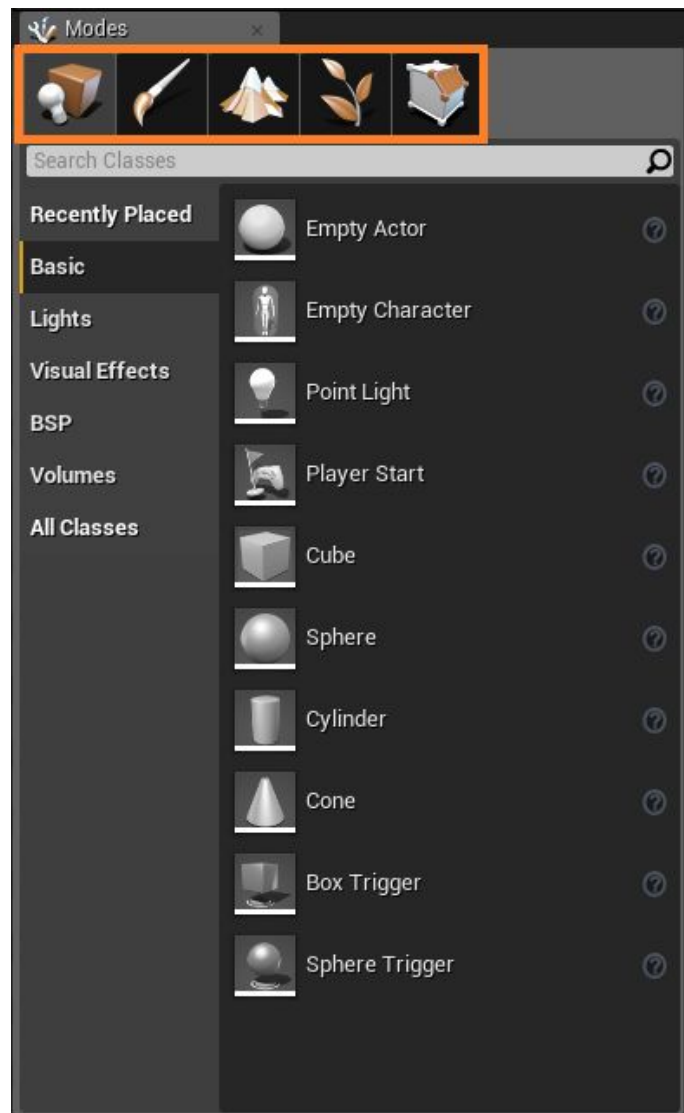 Modes
Search Classes
Recently Placed
Basic
Lights
Visual Effects
BSP
Volumes
All Classes
Empty Actor
Empty Character
Point Light
Player Start
Cube
Sphere
Cylinder
Cone
Box Trigger
Sphere Trigger